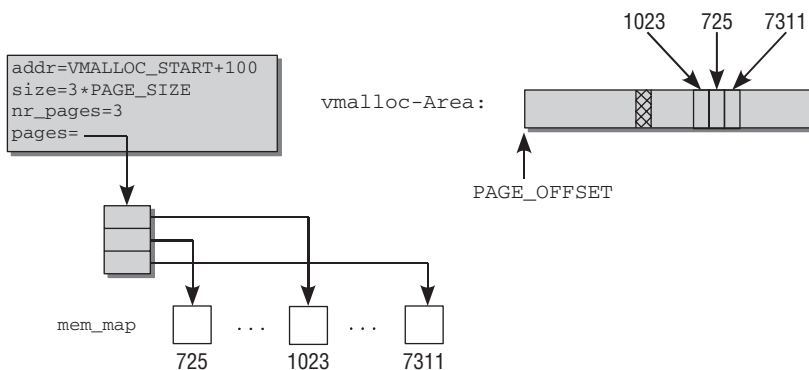 addr=VMALLOC_START+100
size=3*PAGE_SIZE
nr_pages=3
pages=
1023 725 7311
vmalloc-Area:
PAGE_OFFSET
mem_map ... ...
725 1023 7311